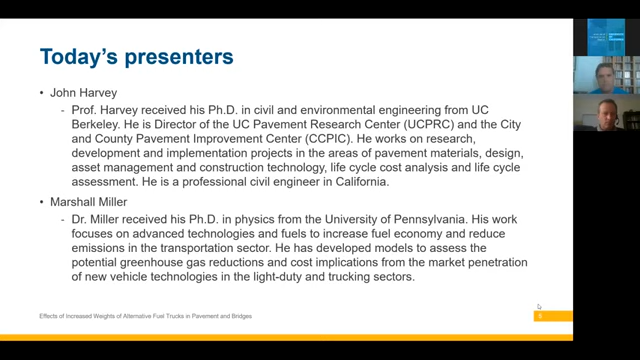 Today's presenters
• John Harvey
- Prof. Harvey received his Ph.D. in civil and environmental engineering from UC
Berkeley. He is Director of the UC Pavement Research Center (UCPRC) and the City
and County Pavement Improvement Center (CCPIC). He works on research,
development and implementation projects in the areas of pavement materials, design,
asset management and construction technology, life cycle cost analysis and life cycle
assessment. He is a professional civil engineer in California.
• Marshall Miller
- Dr. Miller received his Ph.D. in physics from the University of Pennsylvania. His work
focuses on advanced technologies and fuels to increase fuel economy and reduce
emissions in the transportation sector. He has developed models to assess the
potential greenhouse gas reductions and cost implications from the market penetration
of new vehicle technologies in the light-duty and trucking sectors.
Effects of Increased Weights of Alternative Fuel Trucks in Pavement and Bridges